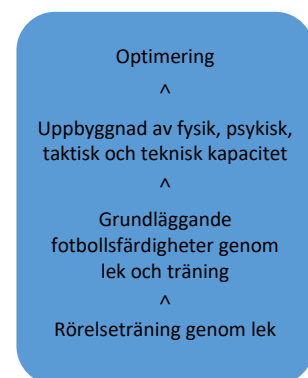 Optimering
^
Uppbyggnad av fysik, psykisk,
taktisk och teknisk kapacitet
^
Grundläggande
fotbollsfärdigheter genom
lek och träning
^
Rörelseträning genom lek